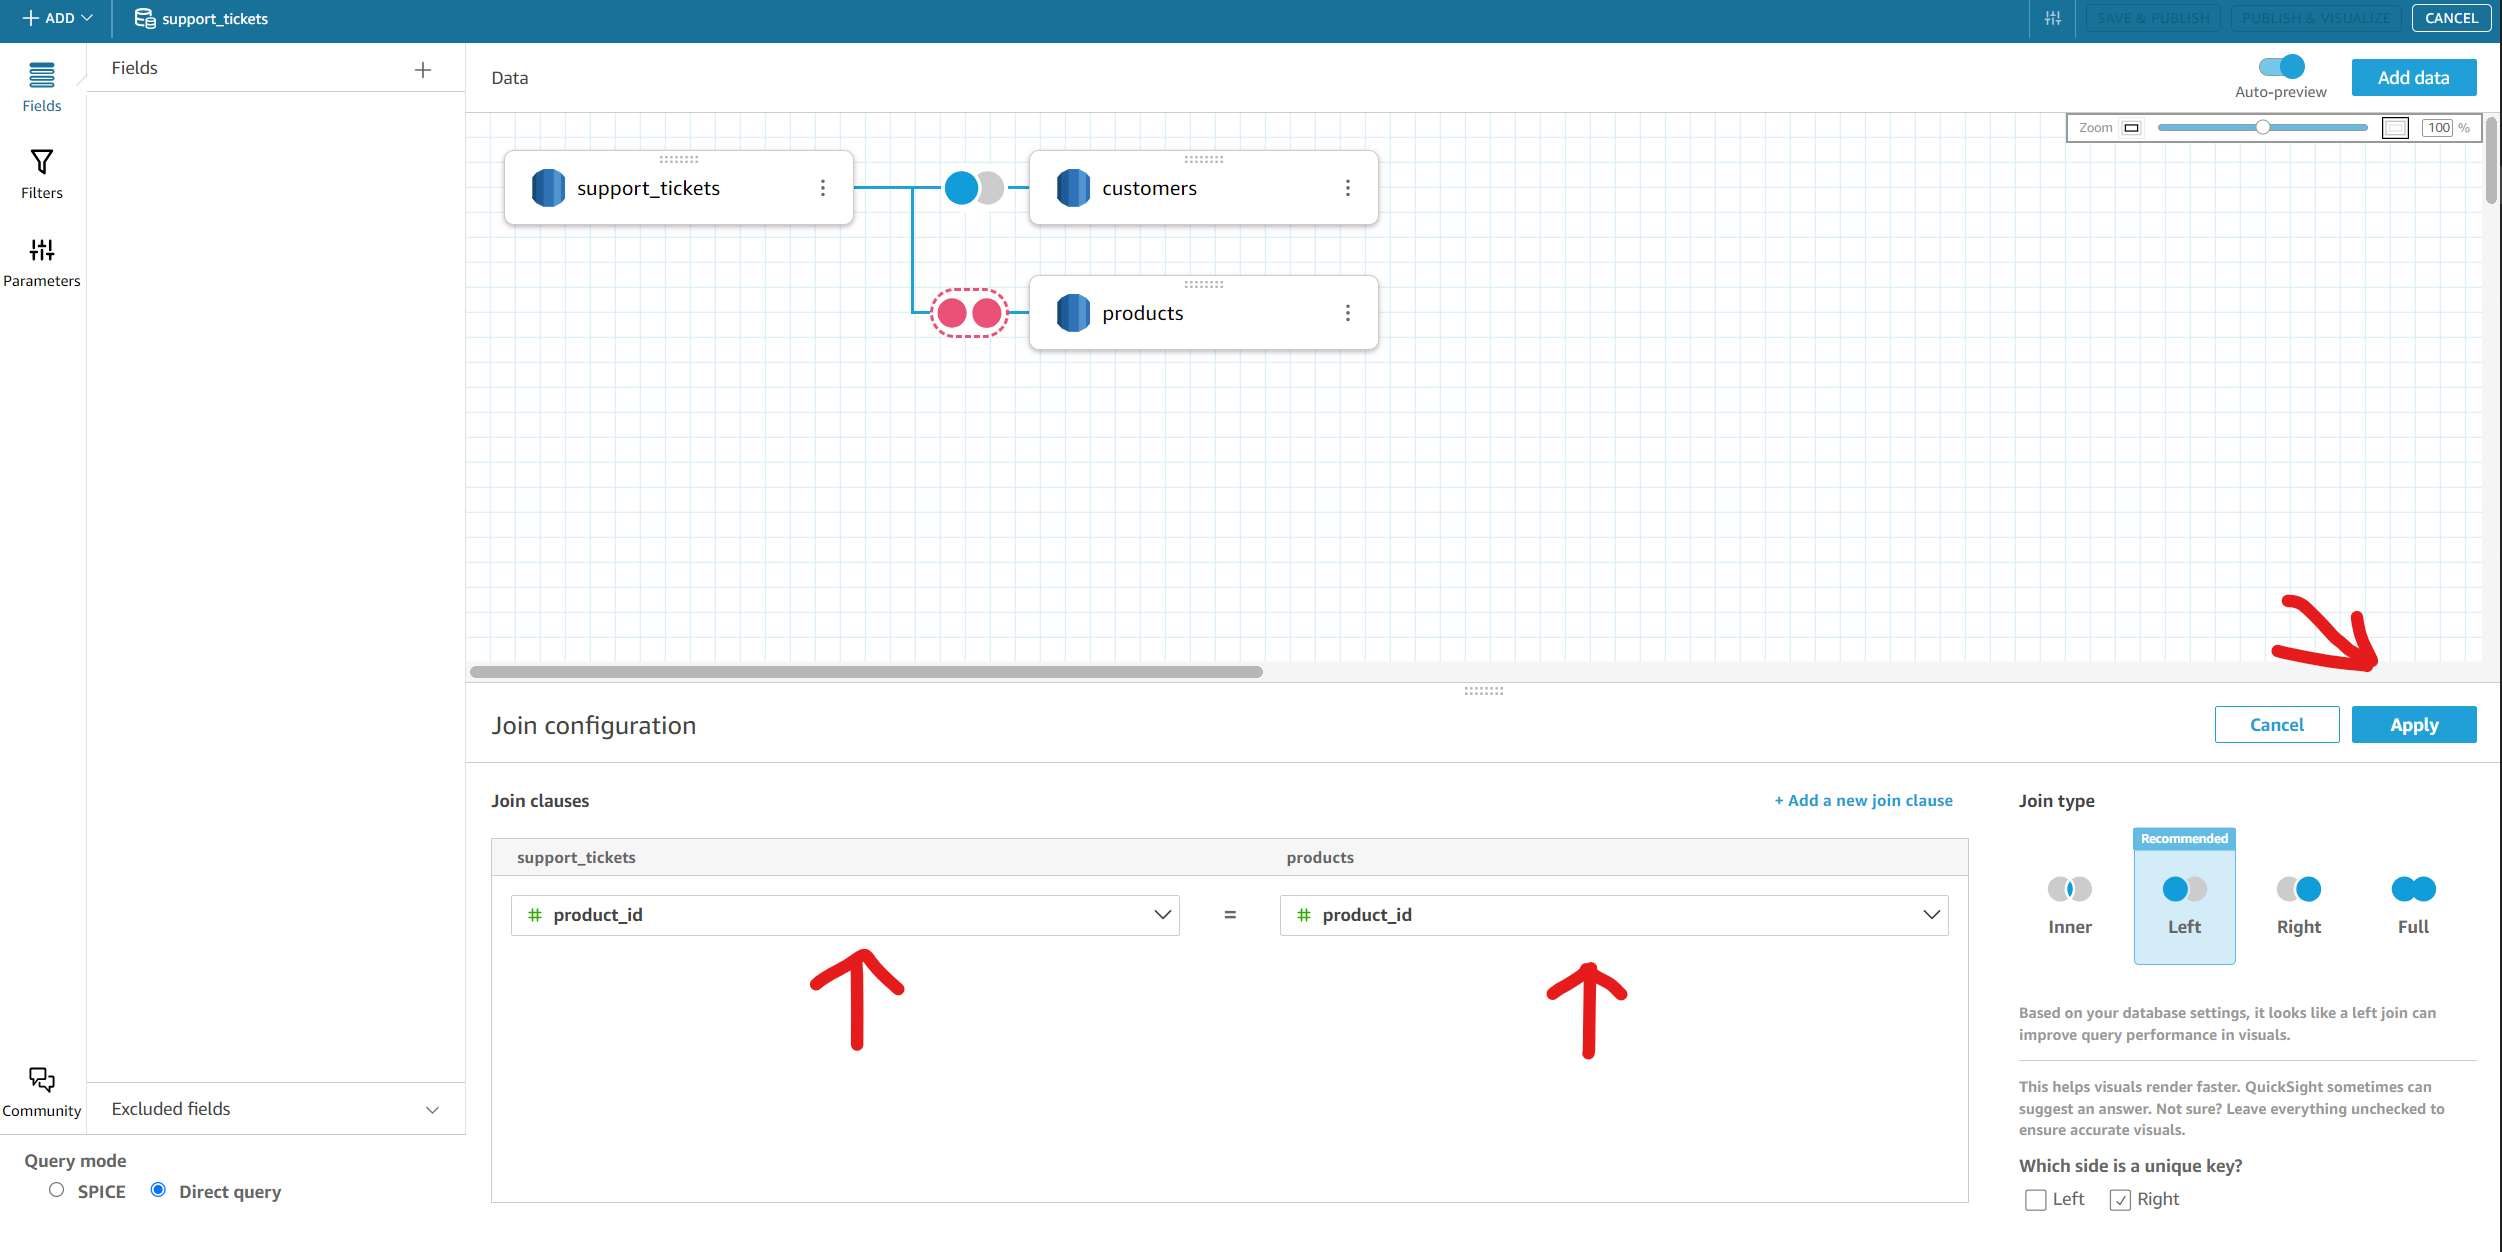 ADD
support_tickets
SAVE & PUBLISH
PUBLISH & VISUALIZE
CANCEL
Fields
Fields
Data
Auto-preview
Add data
Filters
Parameters
Zoom
100 %
support_tickets
customers
products
Join configuration
Cancel
Apply
Join clauses
+ Add a new join clause
Join type
support_tickets
products
Recommended
product_id
=
product_id
Inner
Left
Right
Full
Based on your database settings, it looks like a left join can
improve query performance in visuals.
This helps visuals render faster. QuickSight sometimes can
suggest an answer. Not sure? Leave everything unchecked to
ensure accurate visuals.
Which side is a unique key?
Left
Right
Community
Excluded fields
Query mode
SPICE
Direct query